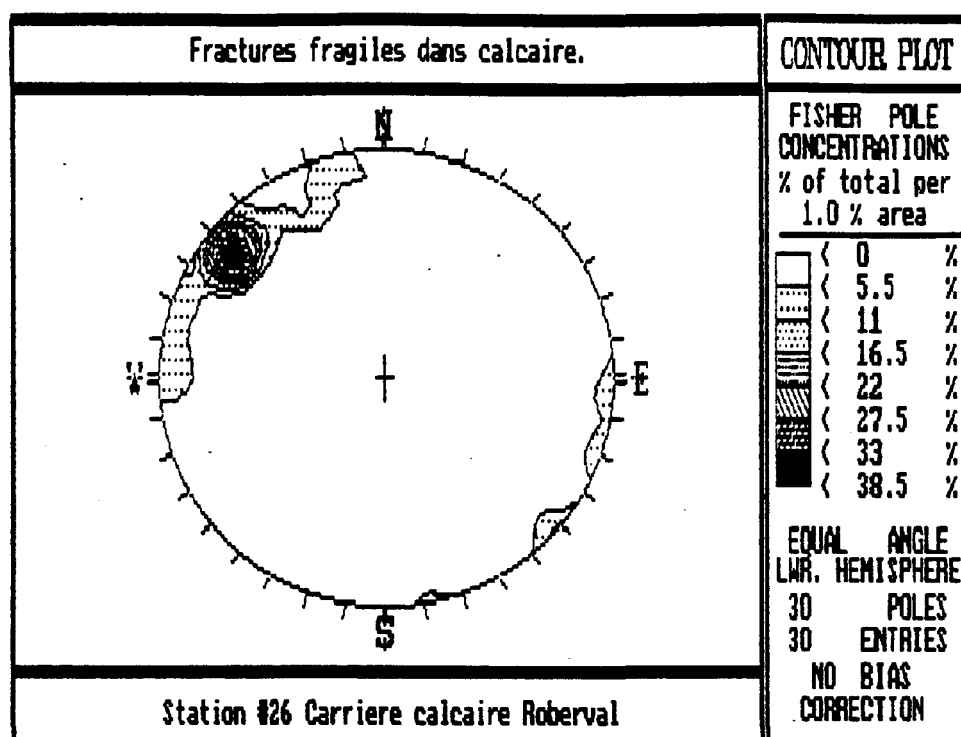 Fractures fragiles dans calcaire.
N
W
E
S
Station #26 Carriere calcaire Roberval
CONTOUR PLOT
FISHER POLE
CONCENTRATIONS
% of total per
1.0 % area
< 0 %
< 5.5 %
< 11 %
< 16.5 %
< 22 %
< 27.5 %
< 33 %
< 38.5 %
EQUAL ANGLE
LWR. HEMISPHERE
30 POLES
30 ENTRIES
NO BIAS
CORRECTION